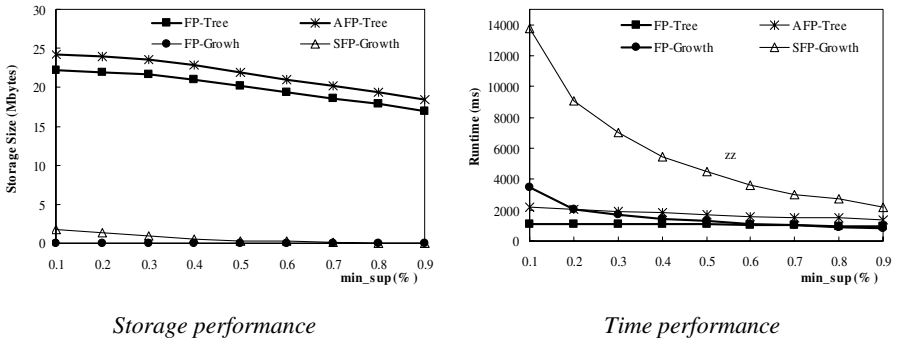 30
25
20
15
10
5
0
Storage Size (Mbytes)
FP-Tree
AFP-Tree
FP-Growh
SFP-Growth
0.1 0.2 0.3 0.4 0.5 0.6 0.7 0.8 0.9
min_sup(% )
Storage performance
14000
12000
10000
8000
6000
4000
2000
0
Runtime (ms)
FP-Tree
AFP-Tree
FP-Growth
SFP-Growth
zz
0.1 0.2 0.3 0.4 0.5 0.6 0.7 0.8 0.9
min_sup(% )
Time performance